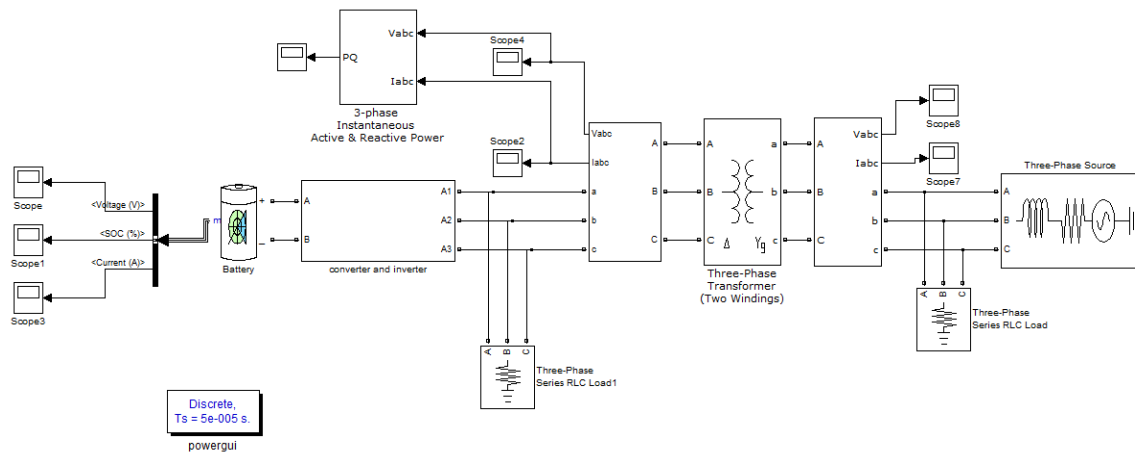 Vabc
PQ
Iabc
3-phase
Instantaneous
Active & Reactive Power
Scope4
Scope2
Scope
Scope1
Scope3
<Voltage (V)>
<SOC (%)>
<Current (A)>
m
+
_
Battery
A
B
A1
A2
A3
converter and inverter
A
B
C
Three-Phase
Series RLC Load1
Vabc
Iabc
a
b
c
A
B
C
A
B
C
a
b
c
Δ
Yg
Three-Phase
Transformer
(Two Windings)
A
B
C
Vabc
Iabc
a
b
c
Scope8
Scope7
Three-Phase Source
A
B
C
A
B
C
Three-Phase
Series RLC Load
Discrete,
Ts = 5e-005 s.
powergui